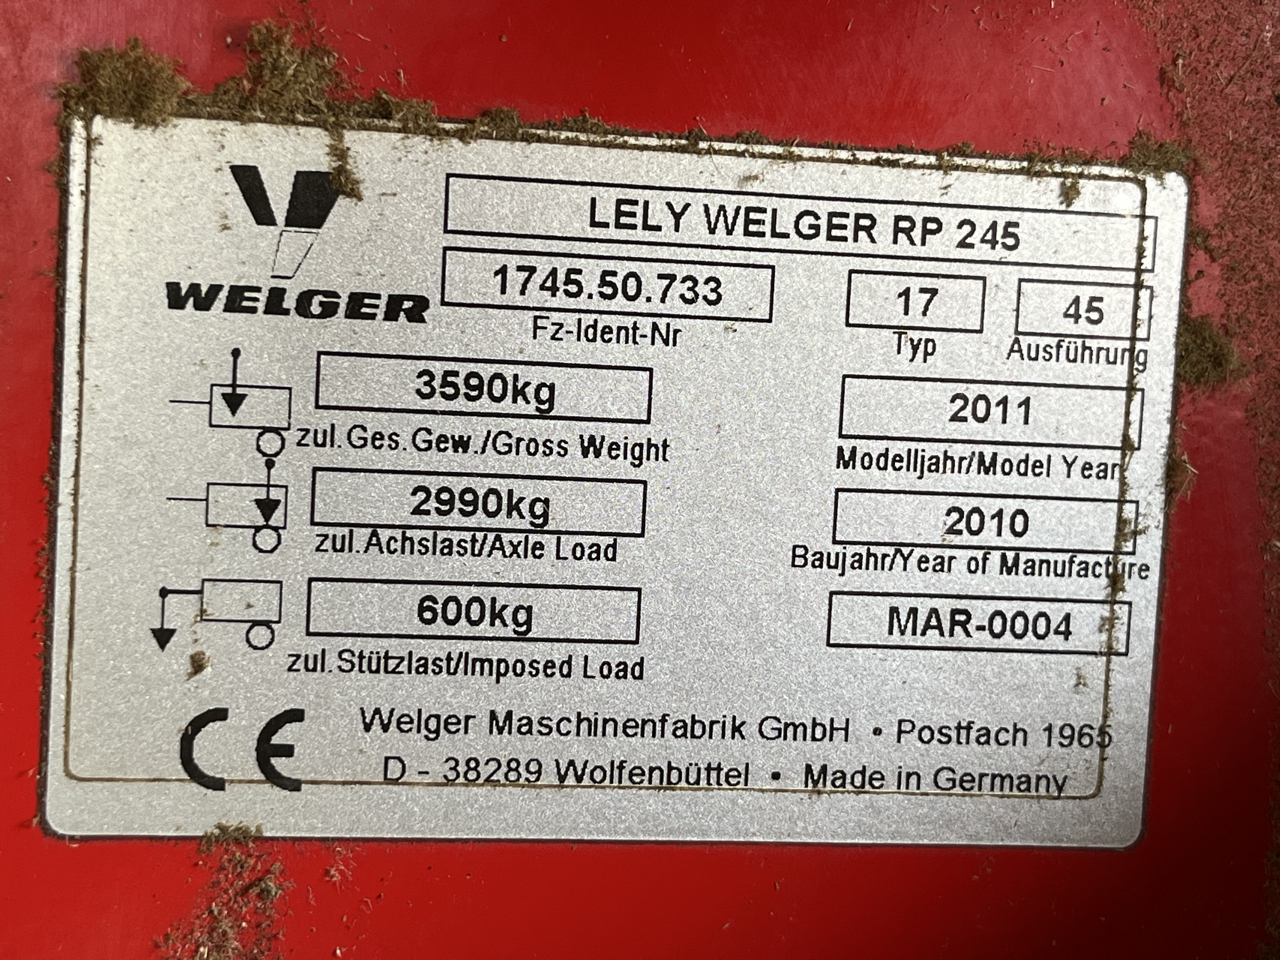 LELY WELGER RP 245
WELGER
1745.50.733
17
45
Fz-Ident-Nr
Typ
Ausführung
3590kg
2011
zul.Ges.Gew./Gross Weight
Modelljahr/Model Year
2990kg
2010
zul.Achslast/Axle Load
Baujahr/Year of Manufacture
600kg
MAR-0004
zul.Stützlast/Imposed Load
CE
Welger Maschinenfabrik GmbH • Postfach 1965
D - 38289 Wolfenbüttel • Made in Germany